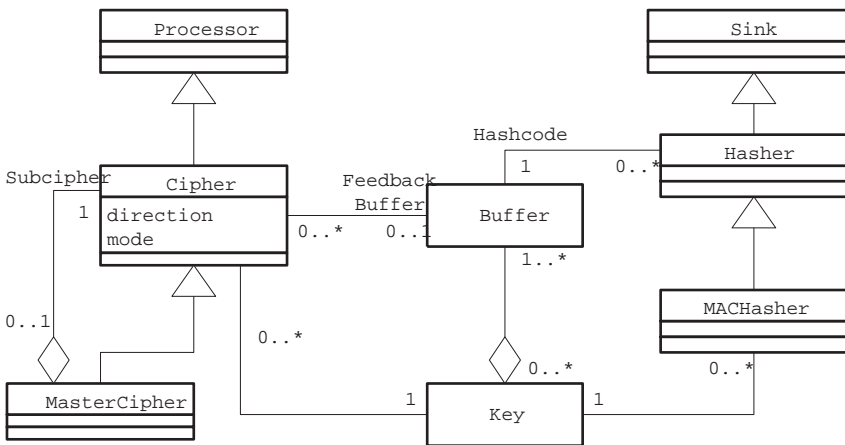 Processor
Sink
Hashcode
1
0..*
Hasher
Subcipher
1
Cipher
direction
mode
Feedback
Buffer
0..*
0..1
Buffer
1..*
MACHasher
0..1
0..*
0..*
0..*
MasterCipher
1
Key
1